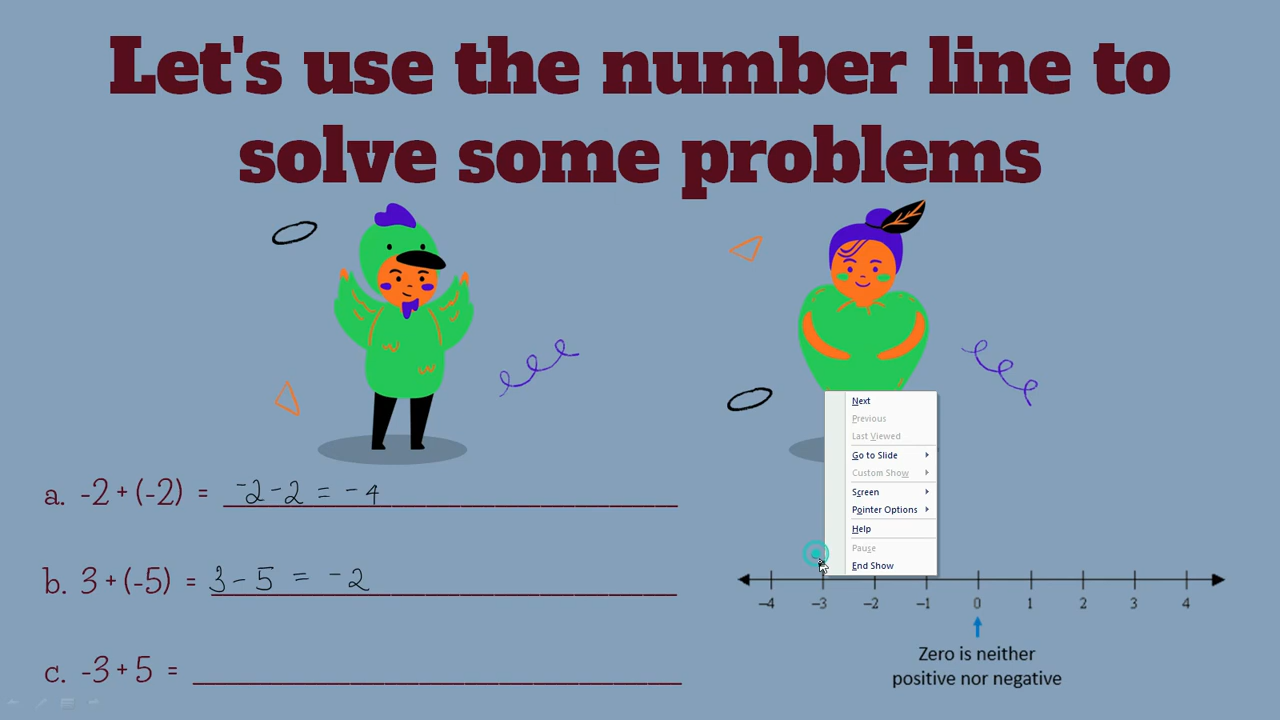 Let's use the number line to
solve some problems
a. -2 + (-2) = -2 - 2 = -4
b. 3 + (-5) = 3 - 5 = -2
c. -3 + 5 =
Next
Previous
Last Viewed
Go to Slide
Custom Show
Screen
Pointer Options
Help
Pause
End Show
-4 -3 -2 -1 0 1 2 3 4
Zero is neither
positive nor negative